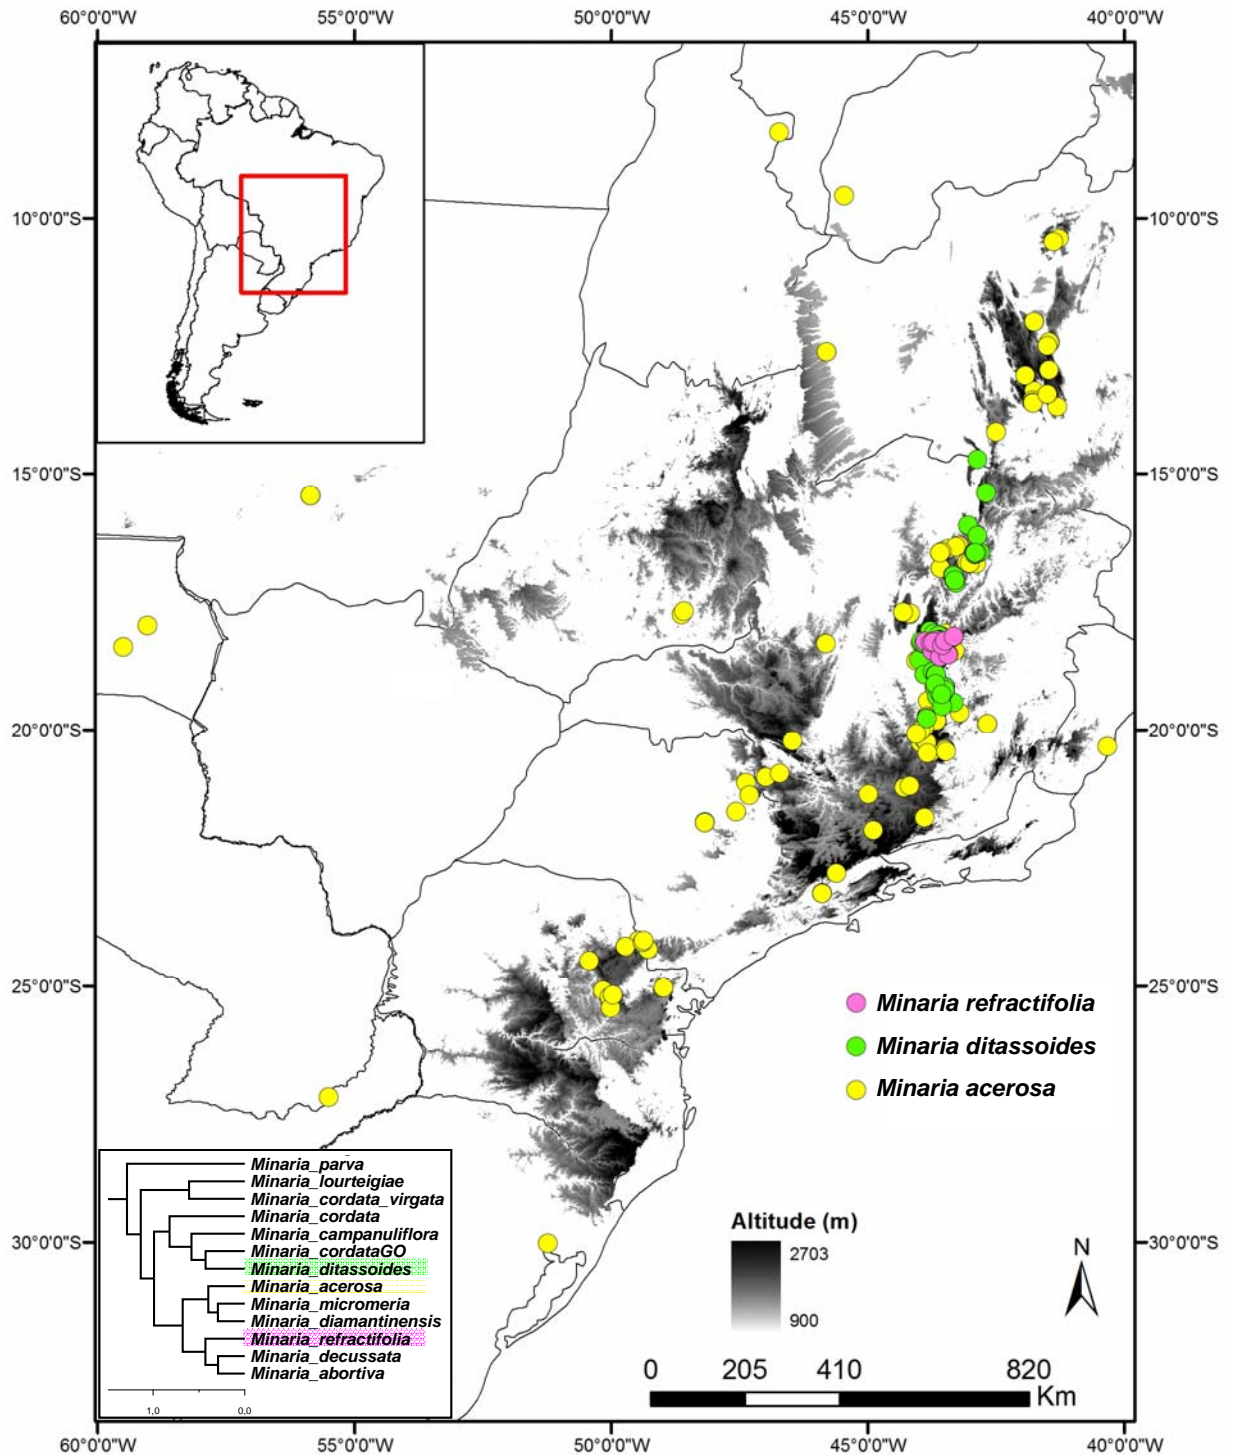 60°0'0"W 55°0'0"W 50°0'0"W 45°0'0"W 40°0'0"W
10°0'0"S 10°0'0"S
15°0'0"S 15°0'0"S
20°0'0"S 20°0'0"S
25°0'0"S 25°0'0"S
Minaria refractifolia
Minaria ditassoides
Minaria acerosa
Minaria_parva
Minaria_lourteigiae
Minaria_cordata_virgata
Minaria_cordata
Minaria_campanuliflora
Minaria_cordataGO
Minaria_ditassoides
Minaria_acerosa
Minaria_micromeria
Minaria_diamantinensis
Minaria_refractifolia
Minaria_decussata
Minaria_abortiva
1,0 0,0
30°0'0"S 30°0'0"S
Altitude (m)
2703
900
N
0 205 410 820
Km
60°0'0"W 55°0'0"W 50°0'0"W 45°0'0"W 40°0'0"W